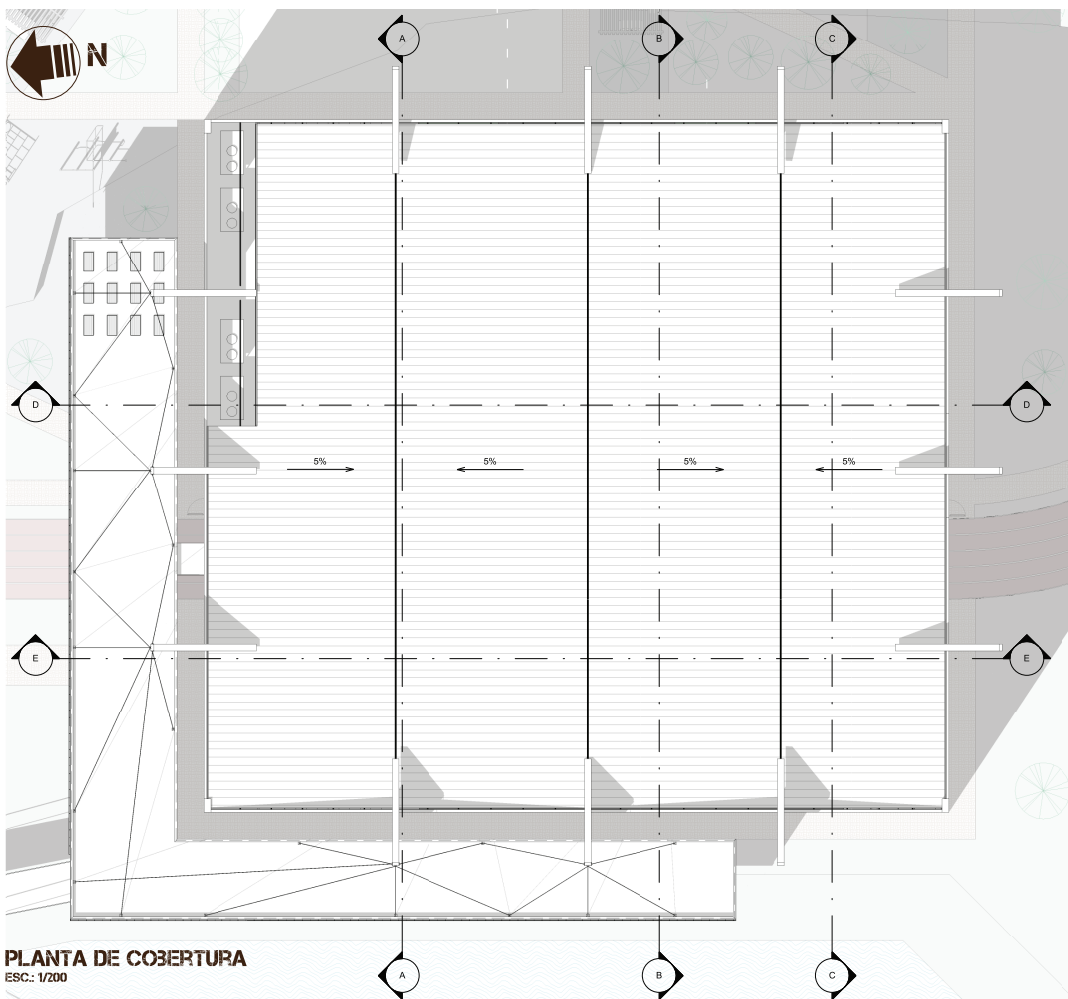 A B C
N
D D
5% 5% 5% 5%
E E
PLANTA DE COBERTURA
ESC.: 1/200
A B C